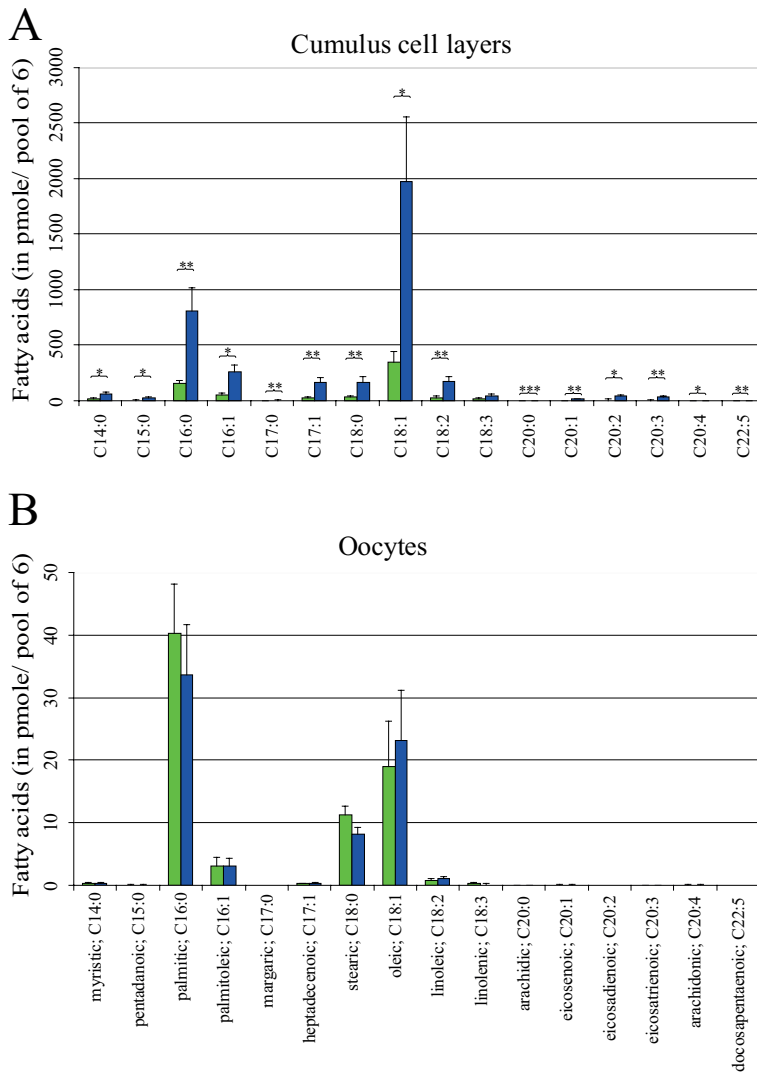 A
Cumulus cell layers
Fatty acids (in pmole/ pool of 6)
3000
2500
2000
1500
1000
500
0
*
*
**
*
**
**
**
*
**
***
**
*
**
*
**
C14:0
C15:0
C16:0
C16:1
C17:0
C17:1
C18:0
C18:1
C18:2
C18:3
C20:0
C20:1
C20:2
C20:3
C20:4
C22:5
B
Oocytes
Fatty acids (in pmole/ pool of 6)
50
40
30
20
10
0
myristic; C14:0
pentadanoic; C15:0
palmitic; C16:0
palmitoleic; C16:1
margaric; C17:0
heptadecenoic; C17:1
stearic; C18:0
oleic; C18:1
linoleic; C18:2
linolenic; C18:3
arachidic; C20:0
eicosenoic; C20:1
eicosadienoic; C20:2
eicosatrienoic; C20:3
arachidonic; C20:4
docosapentaenoic; C22:5